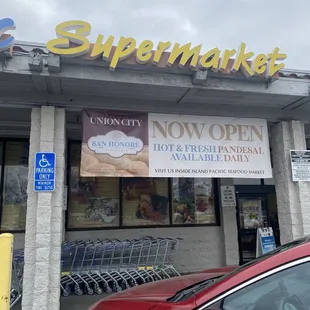 Supermarket
UNION CITY
SAN HONORE
NOW OPEN
HOT & FRESH PANDESAL
AVAILABLE DAILY
VISIT US INSIDE ISLAND PACIFIC SEAFOOD MARKET
PARKING
ONLY